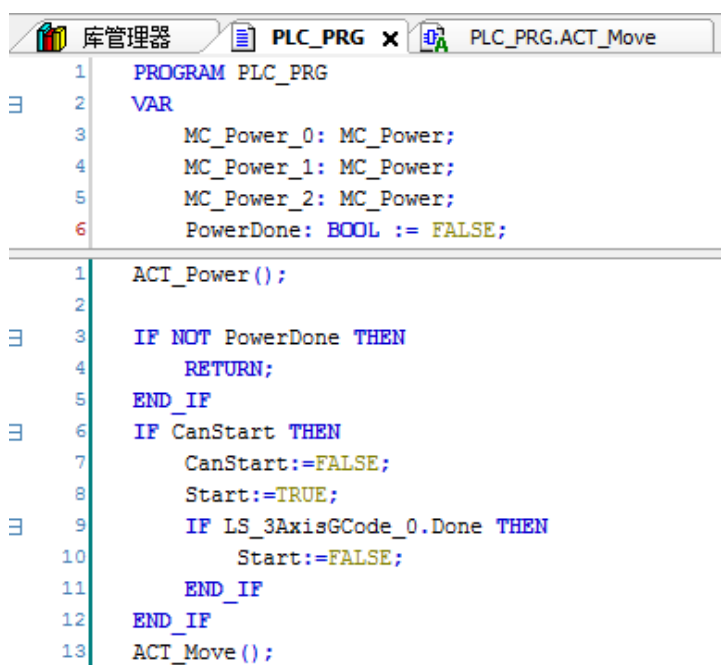 库管理器 PLC_PRG PLC_PRG.ACT_Move
1 PROGRAM PLC_PRG
2 VAR
3 MC_Power_0: MC_Power;
4 MC_Power_1: MC_Power;
5 MC_Power_2: MC_Power;
6 PowerDone: BOOL := FALSE;
1 ACT_Power();
2
3 IF NOT PowerDone THEN
4 RETURN;
5 END_IF
6 IF CanStart THEN
7 CanStart:=FALSE;
8 Start:=TRUE;
9 IF LS_3AxisGCode_0.Done THEN
10 Start:=FALSE;
11 END_IF
12 END_IF
13 ACT_Move();